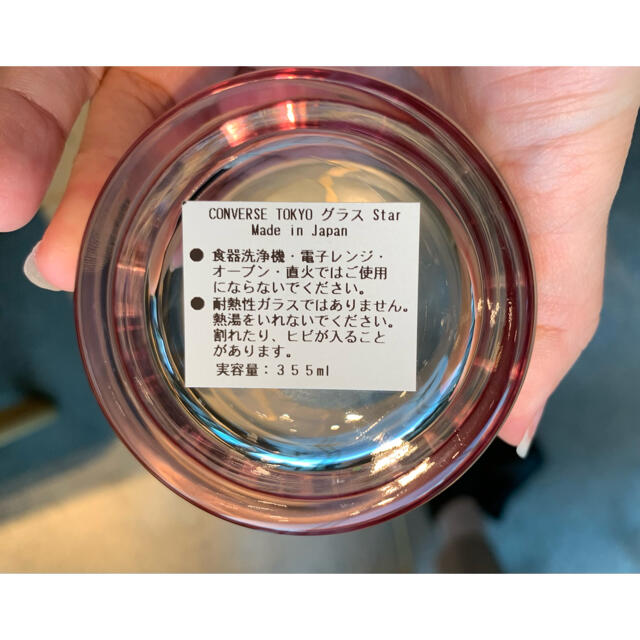 CONVERSE TOKYO グラス Star
Made in Japan
● 食器洗浄機・電子レンジ・
オーブン・直火ではご使用
にならないでください。
● 耐熱性ガラスではありません。
熱湯をいれないでください。
割れたり、ヒビが入ること
があります。
実容量：３５５ml